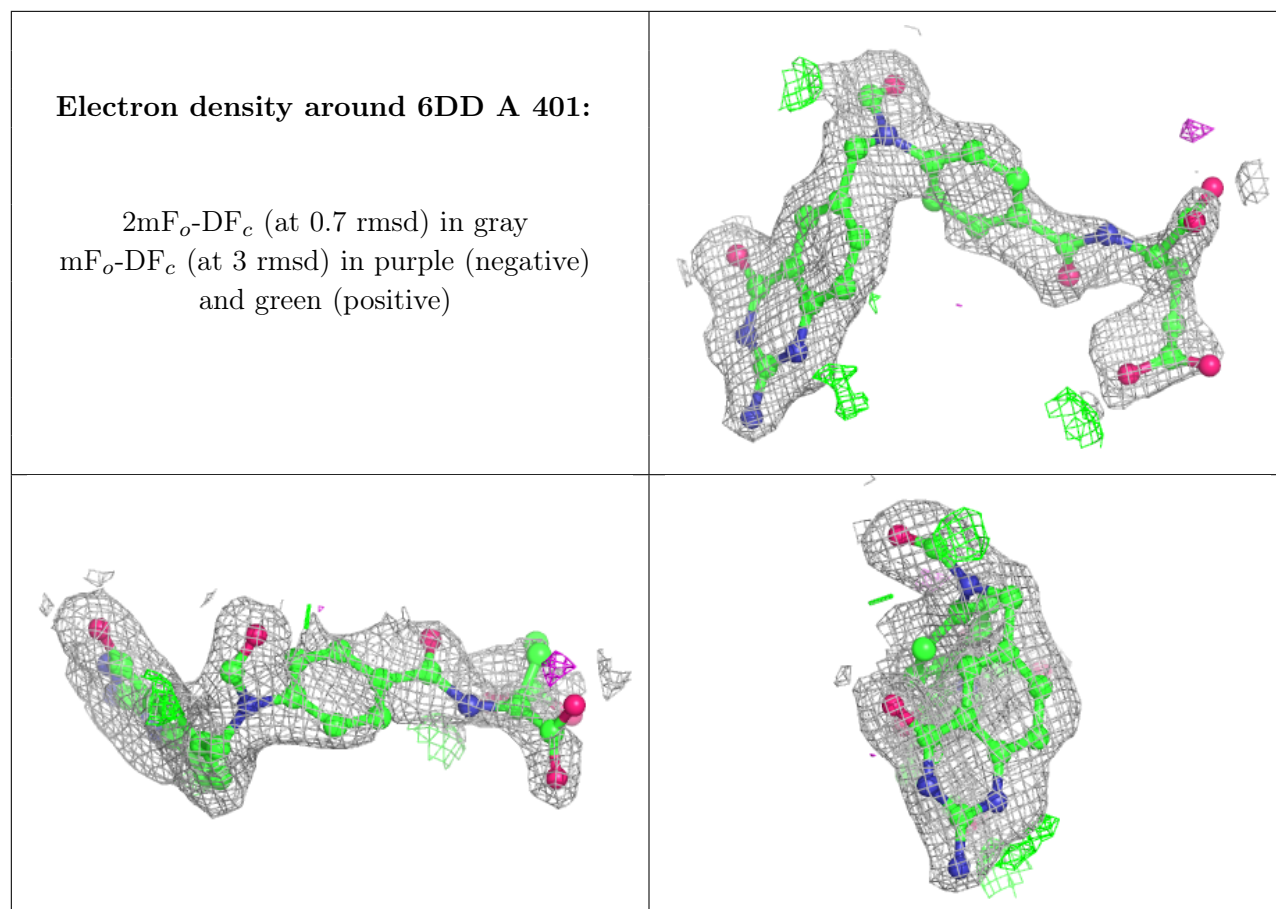 Electron density around 6DD A 401:
2mFₒ-DF𝒸 (at 0.7 rmsd) in gray
mFₒ-DF𝒸 (at 3 rmsd) in purple (negative)
and green (positive)